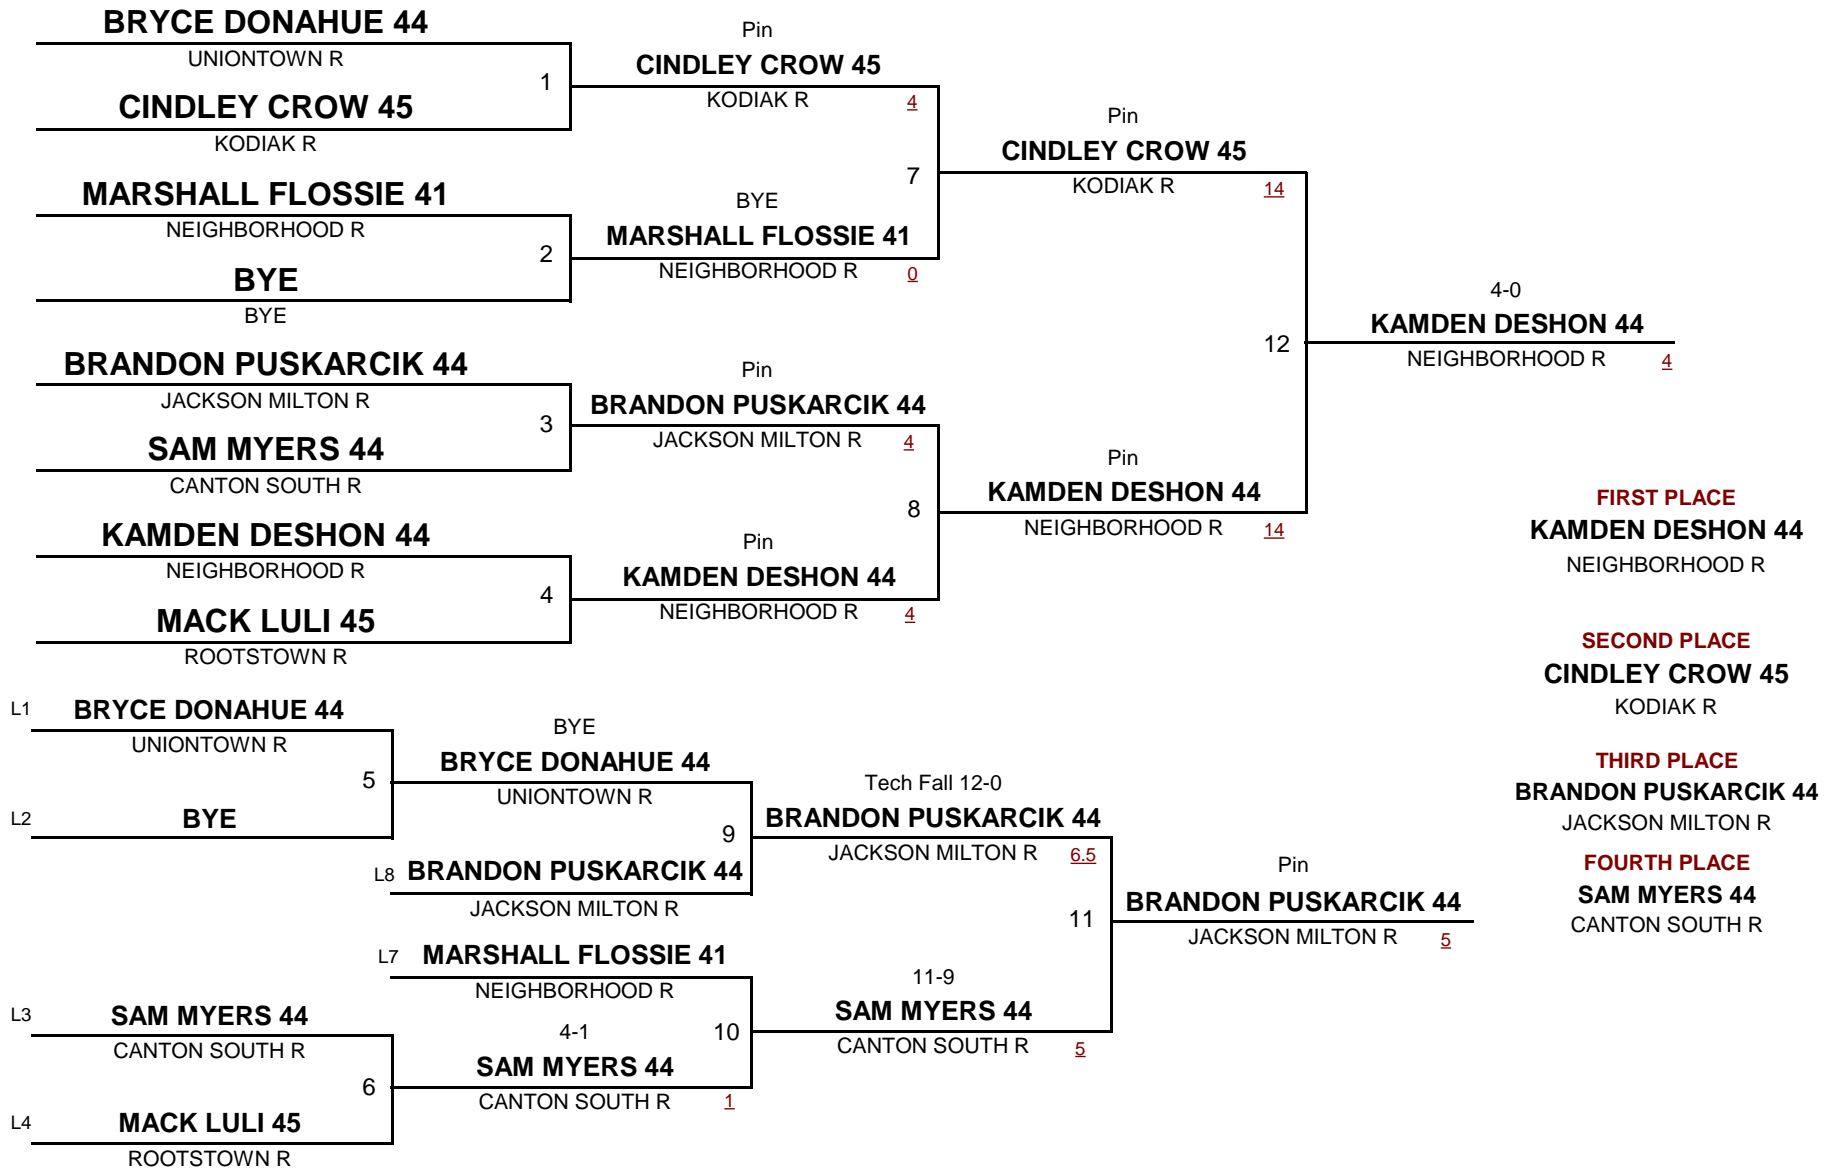 BRYCE DONAHUE 44
UNIONTOWN R
1
CINDLEY CROW 45
KODIAK R
MARSHALL FLOSSIE 41
NEIGHBORHOOD R
2
BYE
BYE
BRANDON PUSKARCIK 44
JACKSON MILTON R
3
SAM MYERS 44
CANTON SOUTH R
KAMDEN DESHON 44
NEIGHBORHOOD R
4
MACK LULI 45
ROOTSTOWN R
Pin
CINDLEY CROW 45
KODIAK R 4
7
BYE
MARSHALL FLOSSIE 41
NEIGHBORHOOD R 0
Pin
BRANDON PUSKARCIK 44
JACKSON MILTON R 4
8
Pin
KAMDEN DESHON 44
NEIGHBORHOOD R 4
Pin
CINDLEY CROW 45
KODIAK R 14
12
Pin
KAMDEN DESHON 44
NEIGHBORHOOD R 14
4-0
KAMDEN DESHON 44
NEIGHBORHOOD R 4
FIRST PLACE
KAMDEN DESHON 44
NEIGHBORHOOD R
SECOND PLACE
CINDLEY CROW 45
KODIAK R
THIRD PLACE
BRANDON PUSKARCIK 44
JACKSON MILTON R
FOURTH PLACE
SAM MYERS 44
CANTON SOUTH R
L1 BRYCE DONAHUE 44
UNIONTOWN R
5
L2 BYE
L3 SAM MYERS 44
CANTON SOUTH R
6
L4 MACK LULI 45
ROOTSTOWN R
BYE
BRYCE DONAHUE 44
UNIONTOWN R
9
L8 BRANDON PUSKARCIK 44
JACKSON MILTON R
L7 MARSHALL FLOSSIE 41
NEIGHBORHOOD R
10
4-1
SAM MYERS 44
CANTON SOUTH R 1
Tech Fall 12-0
BRANDON PUSKARCIK 44
JACKSON MILTON R 6.5
11
11-9
SAM MYERS 44
CANTON SOUTH R 5
Pin
BRANDON PUSKARCIK 44
JACKSON MILTON R 5